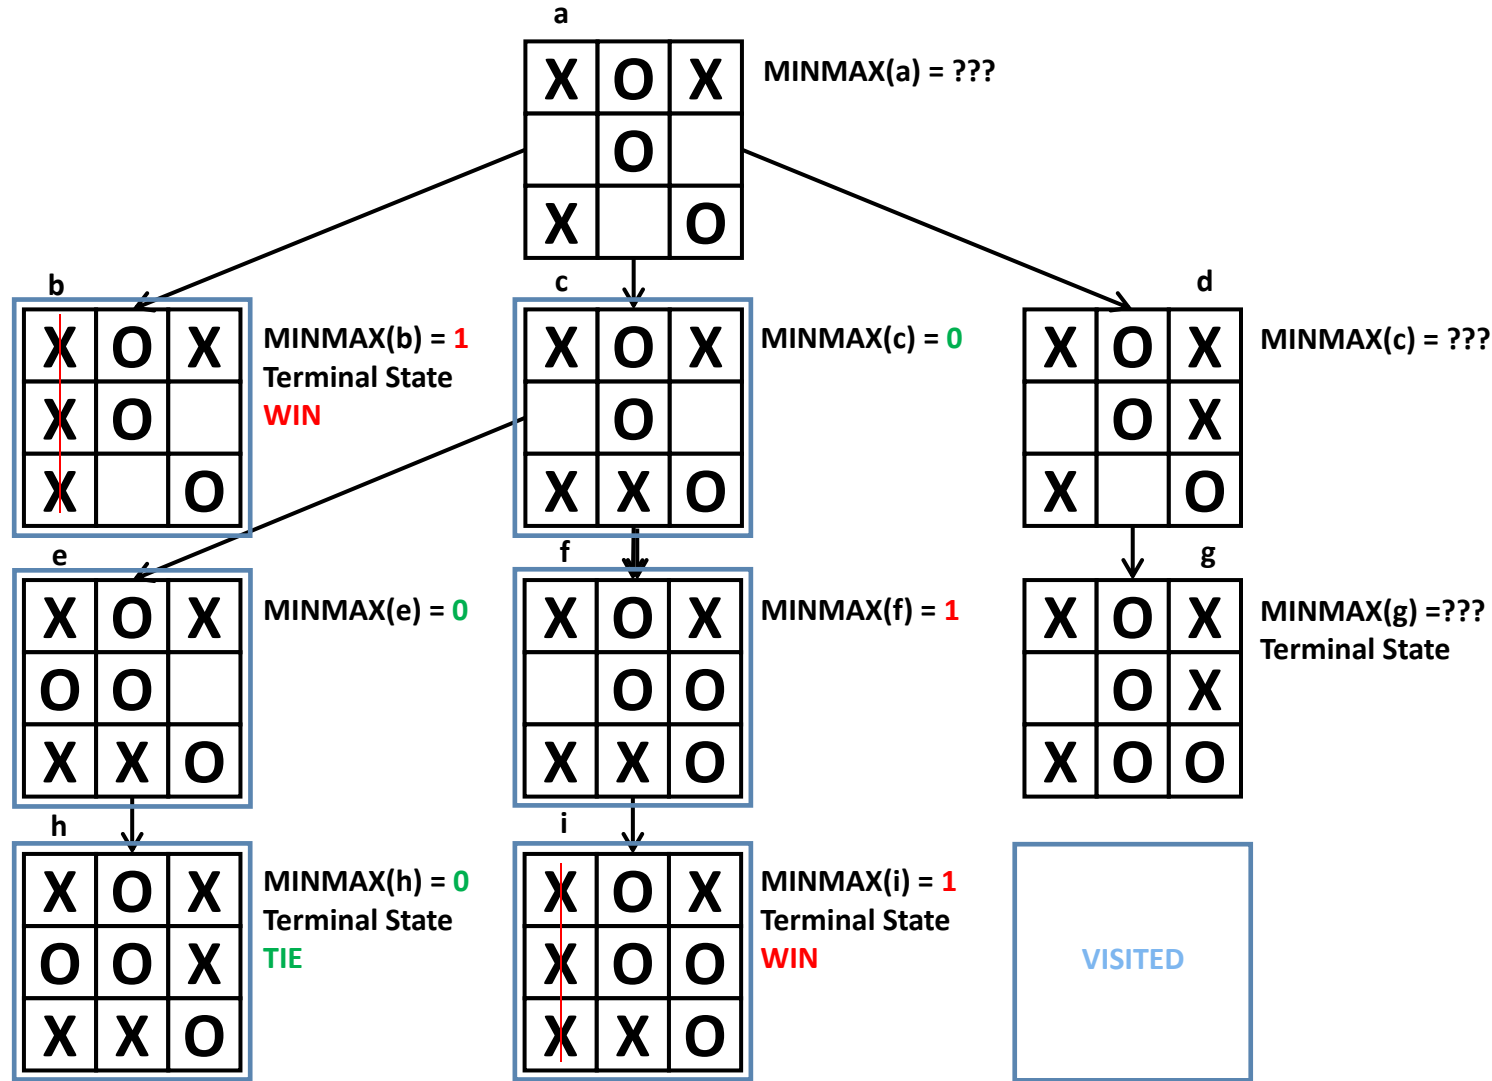 a
X O X
MINMAX(a) = ???
O
X O
b
X O X
X O
X O
MINMAX(b) = 1
Terminal State
WIN
c
X O X
O
X X O
MINMAX(c) = 0
d
X O X
O X
X O
MINMAX(c) = ???
e
X O X
O O
X X O
MINMAX(e) = 0
f
X O X
O O
X X O
MINMAX(f) = 1
g
X O X
O X
X O O
MINMAX(g) =???
Terminal State
h
X O X
O O X
X X O
MINMAX(h) = 0
Terminal State
TIE
i
X O X
X O O
X X O
MINMAX(i) = 1
Terminal State
WIN
VISITED